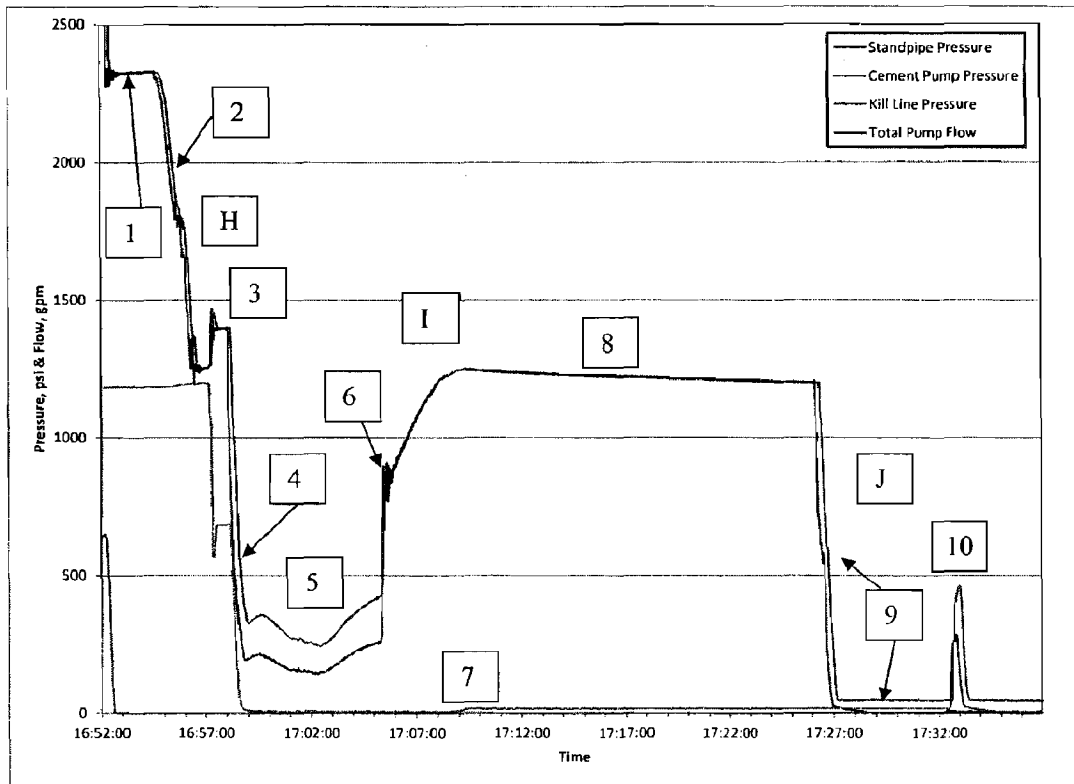 2500
2000
1500
1000
500
0
Pressure, psi & Flow, gpm
Standpipe Pressure
Cement Pump Pressure
Kill Line Pressure
Total Pump Flow
1
2
H
3
4
5
6
I
7
8
J
9
10
16:52:00 16:57:00 17:02:00 17:07:00 17:12:00 17:17:00 17:22:00 17:27:00 17:32:00
Time